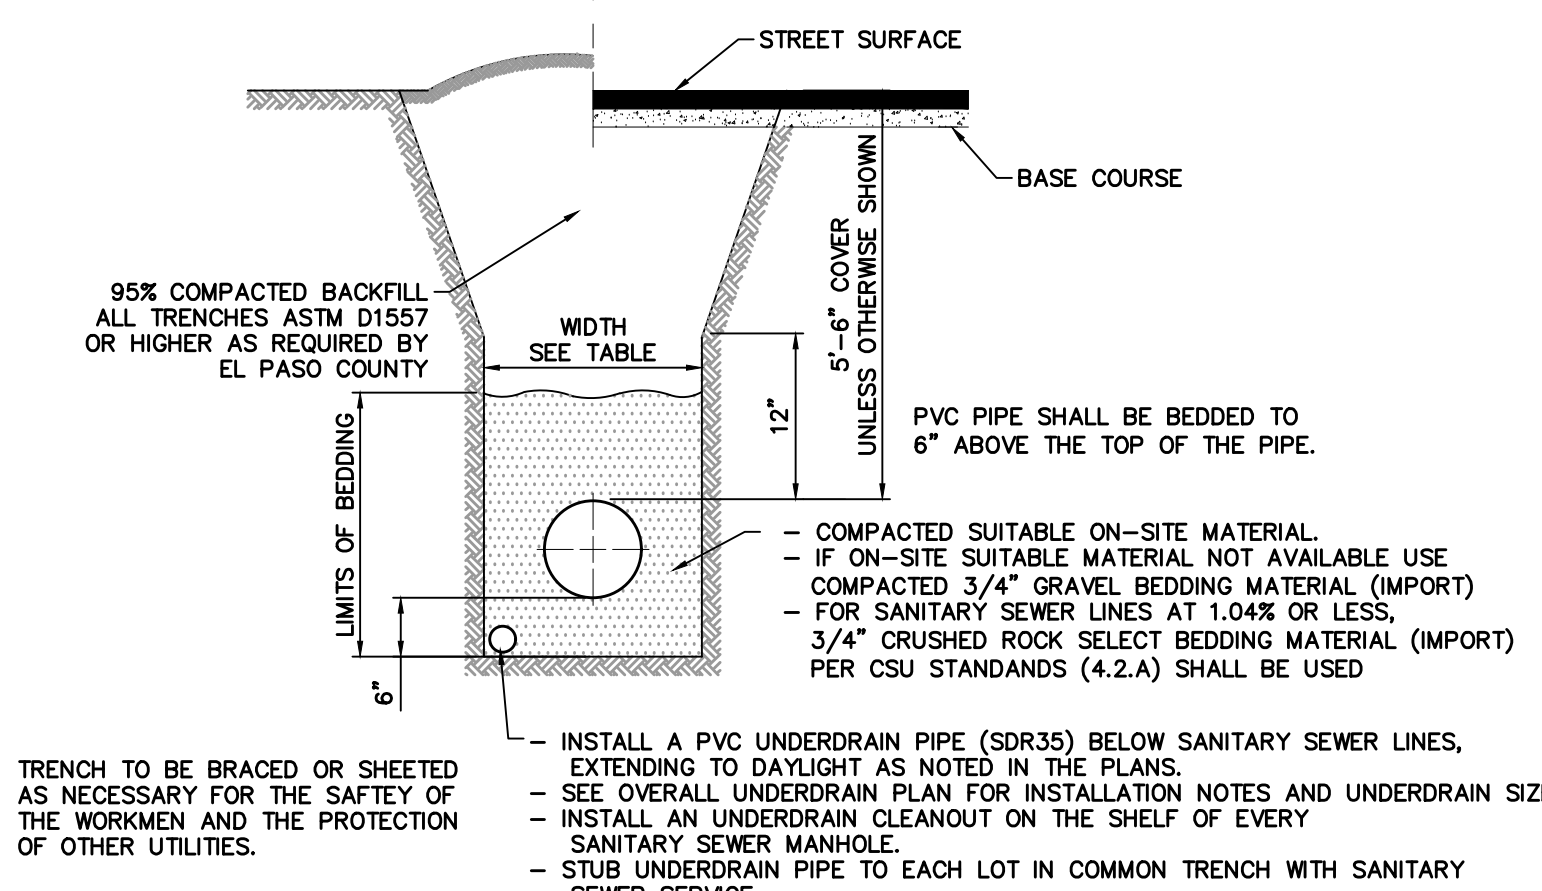 STREET SURFACE
BASE COURSE
5'-6" COVER
UNLESS OTHERWISE SHOWN
95% COMPACTED BACKFILL
ALL TRENCHES ASTM D1557
OR HIGHER AS REQUIRED BY
EL PASO COUNTY
WIDTH
SEE TABLE
12"
LIMITS OF BEDDING
6"
PVC PIPE SHALL BE BEDDED TO
6" ABOVE THE TOP OF THE PIPE.
- COMPACTED SUITABLE ON-SITE MATERIAL.
- IF ON-SITE SUITABLE MATERIAL NOT AVAILABLE USE
COMPACTED 3/4" GRAVEL BEDDING MATERIAL (IMPORT)
- FOR SANITARY SEWER LINES AT 1.04% OR LESS,
3/4" CRUSHED ROCK SELECT BEDDING MATERIAL (IMPORT)
PER CSU STANDARDS (4.2.A) SHALL BE USED
TRENCH TO BE BRACED OR SHEETED
AS NECESSARY FOR THE SAFTEY OF
THE WORKMEN AND THE PROTECTION
OF OTHER UTILITIES.
- INSTALL A PVC UNDERDRAIN PIPE (SDR35) BELOW SANITARY SEWER LINES,
EXTENDING TO DAYLIGHT AS NOTED IN THE PLANS.
- SEE OVERALL UNDERDRAIN PLAN FOR INSTALLATION NOTES AND UNDERDRAIN
- INSTALL AN UNDERDRAIN CLEANOUT ON THE SHELF OF EVERY
SANITARY SEWER MANHOLE.
- STUB UNDERDRAIN PIPE TO EACH LOT IN COMMON TRENCH WITH SANITARY